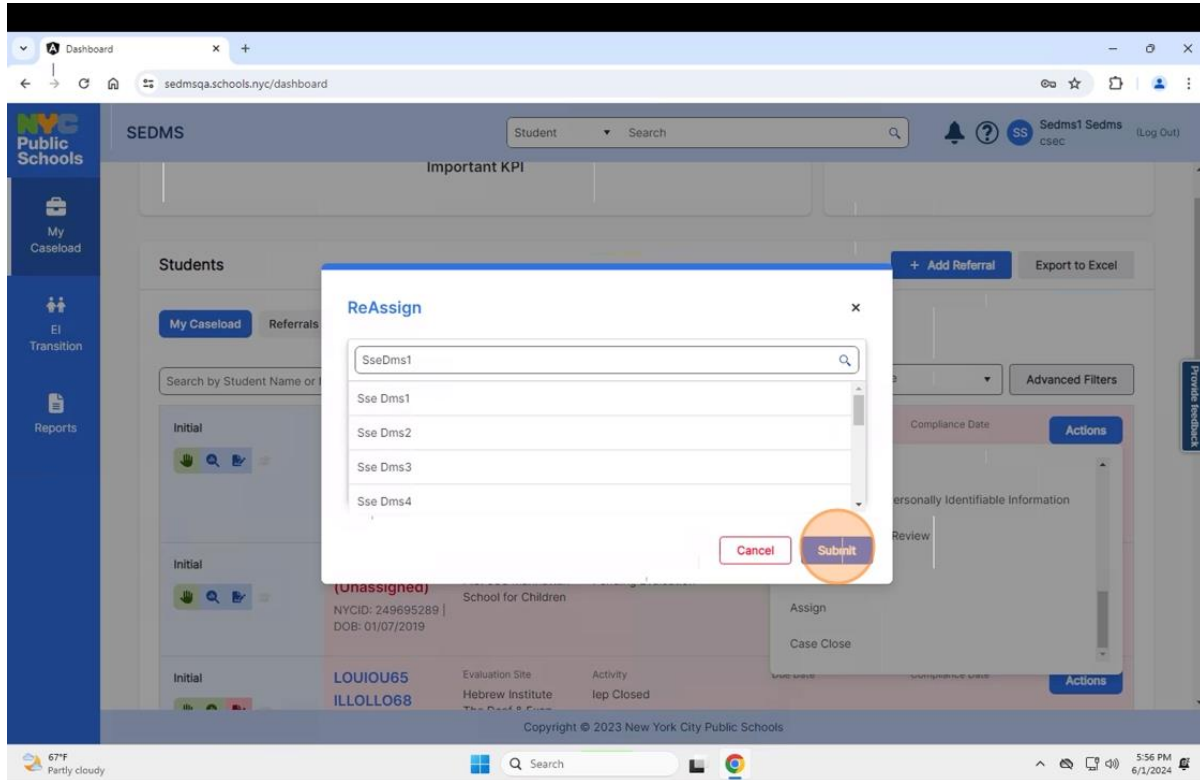 Dashboard
sedmsqa.schools.nyc/dashboard
NYC
Public
Schools
SEDMS
Student
Search
SS
Sedms1 Sedms
csec
(Log Out)
My
Caseload
EI
Transition
Reports
Important KPI
Students
+ Add Referral
Export to Excel
My Caseload
Referrals
Search by Student Name or
Advanced Filters
Provide feedback
ReAssign
SseDms1
Sse Dms1
Sse Dms2
Sse Dms3
Sse Dms4
Cancel
Submit
Initial
Compliance Date
Actions
ersonally Identifiable Information
Review
Assign
Case Close
Initial
(Unassigned)
NYCID: 249695289 |
DOB: 01/07/2019
School for Children
Initial
LOUIOU65
ILLOLLO68
Evaluation Site
Hebrew Institute
Activity
Iep Closed
Due Date
Compliance Date
Actions
Copyright © 2023 New York City Public Schools
67°F
Partly cloudy
Search
5:56 PM
6/1/2024